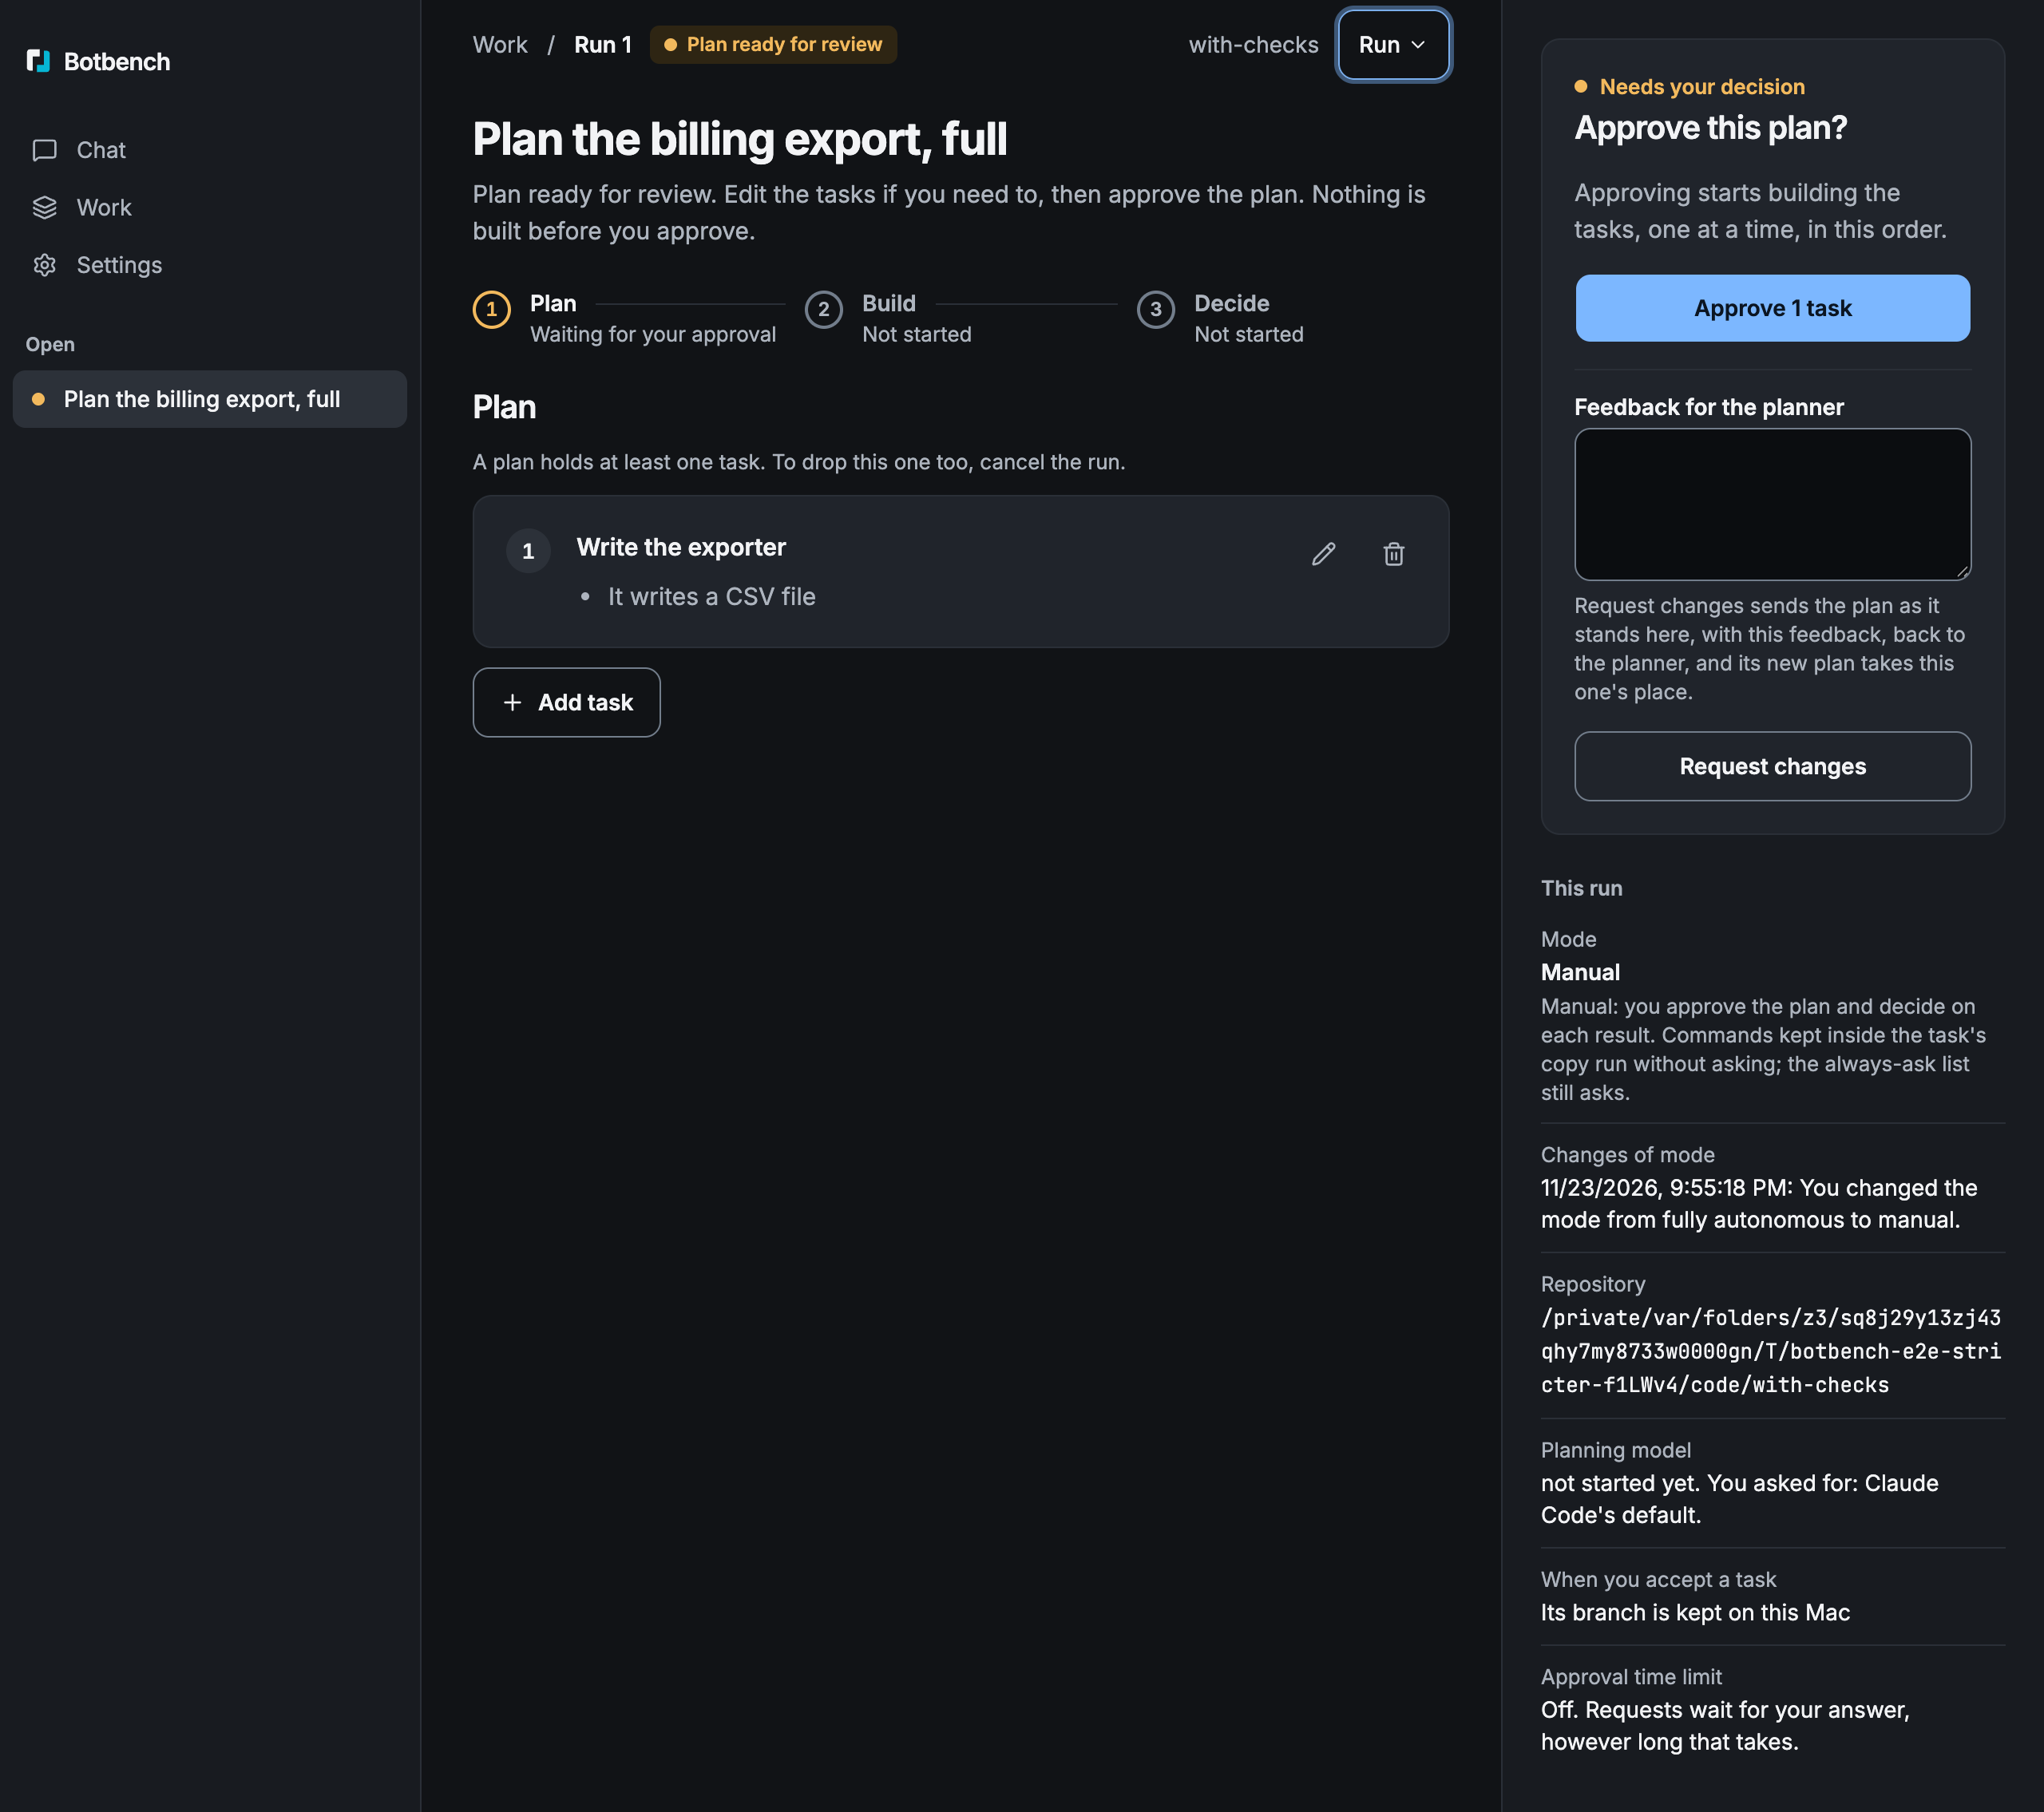 Botbench
Chat
Work
Settings
Open
Plan the billing export, full
Work / Run 1
Plan ready for review
with-checks
Run
Plan the billing export, full
Plan ready for review. Edit the tasks if you need to, then approve the plan. Nothing is
built before you approve.
1
Plan
Waiting for your approval
2
Build
Not started
3
Decide
Not started
Plan
A plan holds at least one task. To drop this one too, cancel the run.
1
Write the exporter
• It writes a CSV file
+ Add task
Needs your decision
Approve this plan?
Approving starts building the
tasks, one at a time, in this order.
Approve 1 task
Feedback for the planner
Request changes sends the plan as it
stands here, with this feedback, back to
the planner, and its new plan takes this
one's place.
Request changes
This run
Mode
Manual
Manual: you approve the plan and decide on
each result. Commands kept inside the task's
copy run without asking; the always-ask list
still asks.
Changes of mode
11/23/2026, 9:55:18 PM: You changed the
mode from fully autonomous to manual.
Repository
/private/var/folders/z3/sq8j29y13zj43
qhy7my8733w0000gn/T/botbench-e2e-stri
cter-f1LWv4/code/with-checks
Planning model
not started yet. You asked for: Claude
Code's default.
When you accept a task
Its branch is kept on this Mac
Approval time limit
Off. Requests wait for your answer,
however long that takes.